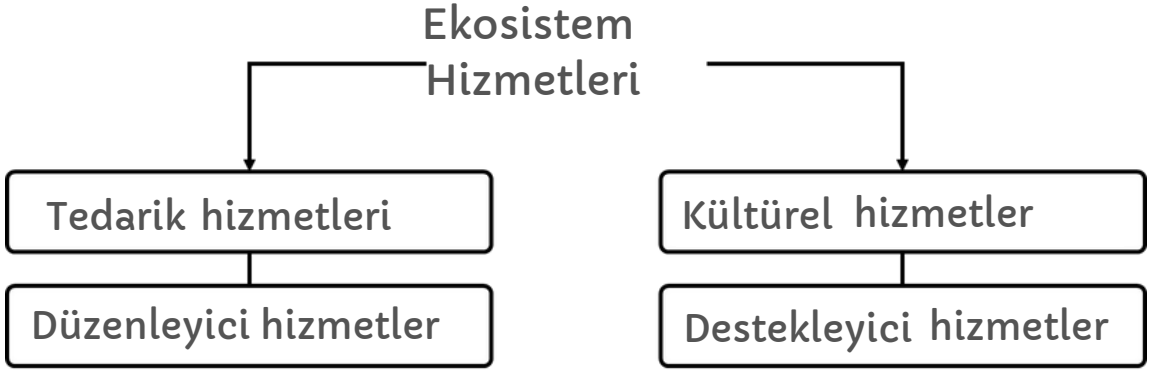 Ekosistem
Hizmetleri
Tedarik hizmetleri
Düzenleyici hizmetler
Kültürel hizmetler
Destekleyici hizmetler